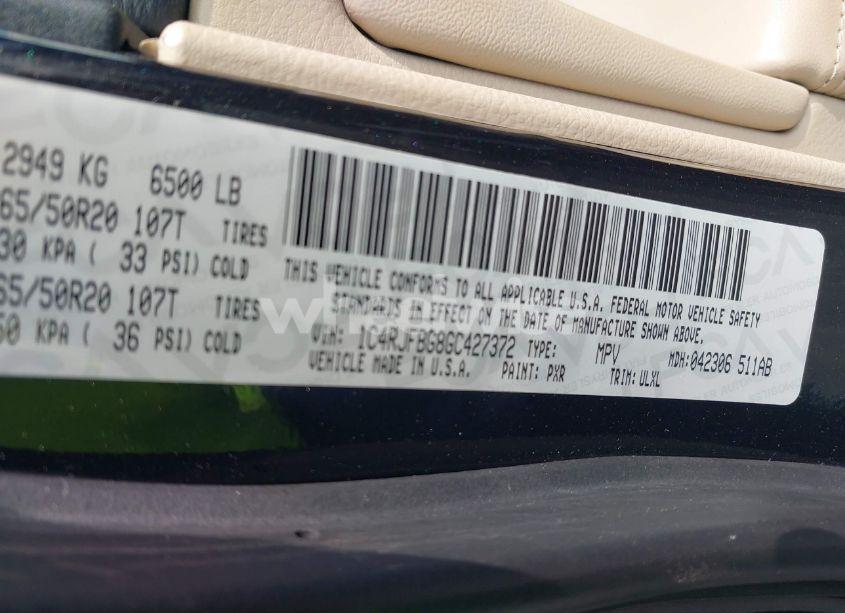 2949 KG 6500 LB
65/50R20 107T TIRES
30 KPA ( 33 PSI) COLD
65/50R20 107T TIRES
50 KPA ( 36 PSI) COLD
THIS VEHICLE CONFORMS TO ALL APPLICABLE U.S.A. FEDERAL MOTOR VEHICLE SAFETY
STANDARDS IN EFFECT ON THE DATE OF MANUFACTURE SHOWN ABOVE.
VIN: 1C4RJFBG8GC427372 TYPE: MPV MDH: 042306 511AB
VEHICLE MADE IN U.S.A. PAINT: PXR TRIM: ULXL